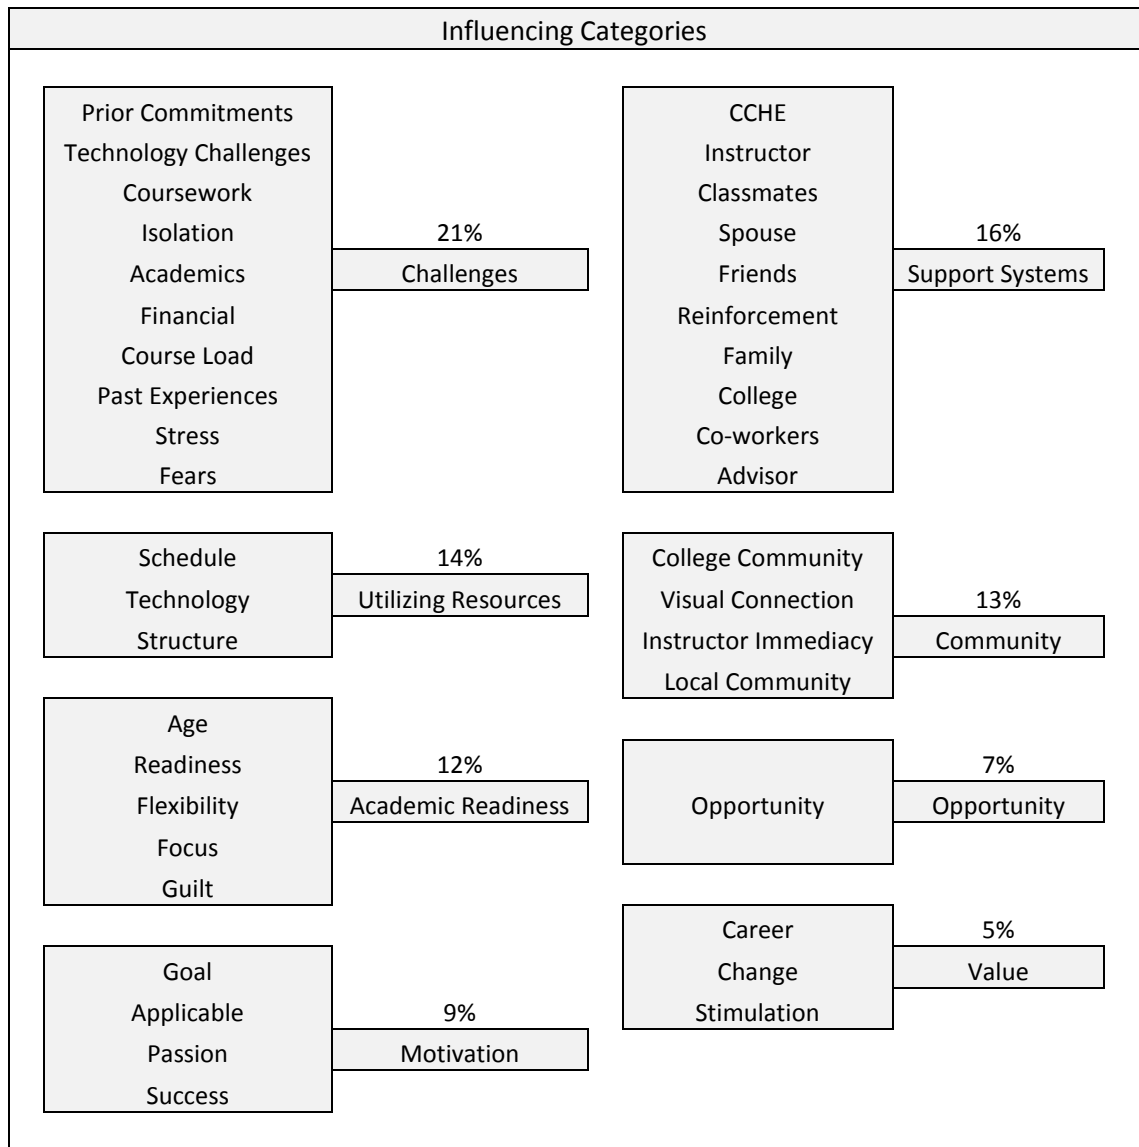 Influencing Categories
Prior Commitments
Technology Challenges
Coursework
Isolation
Academics
Financial
Course Load
Past Experiences
Stress
Fears
21%
Challenges
CCHE
Instructor
Classmates
Spouse
Friends
Reinforcement
Family
College
Co-workers
Advisor
16%
Support Systems
Schedule
Technology
Structure
14%
Utilizing Resources
College Community
Visual Connection
Instructor Immediacy
Local Community
13%
Community
Age
Readiness
Flexibility
Focus
Guilt
12%
Academic Readiness
Opportunity
7%
Opportunity
Goal
Applicable
Passion
Success
9%
Motivation
Career
Change
Stimulation
5%
Value